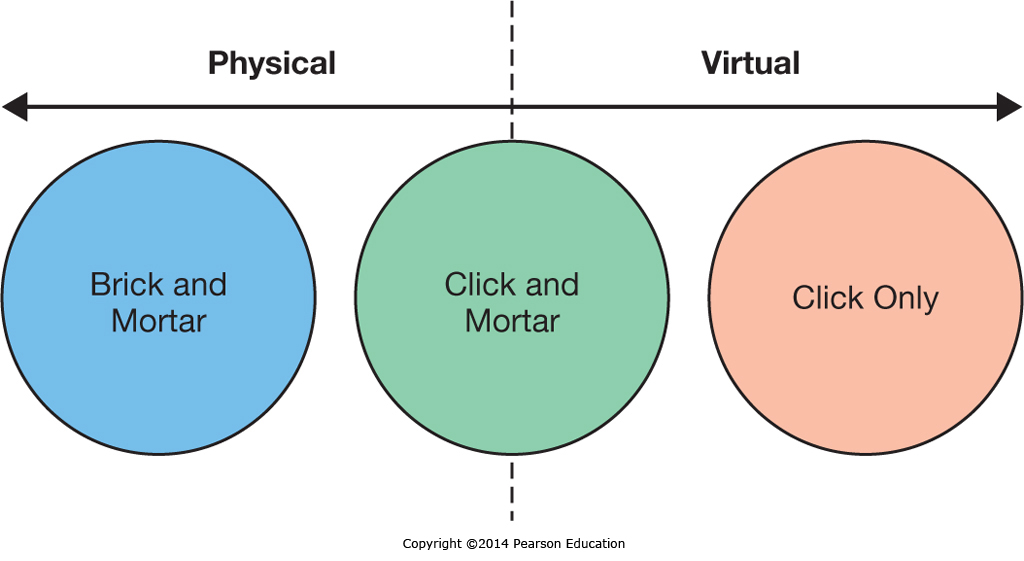 Physical
Virtual
Brick and
Mortar
Click and
Mortar
Click Only
Copyright ©2014 Pearson Education